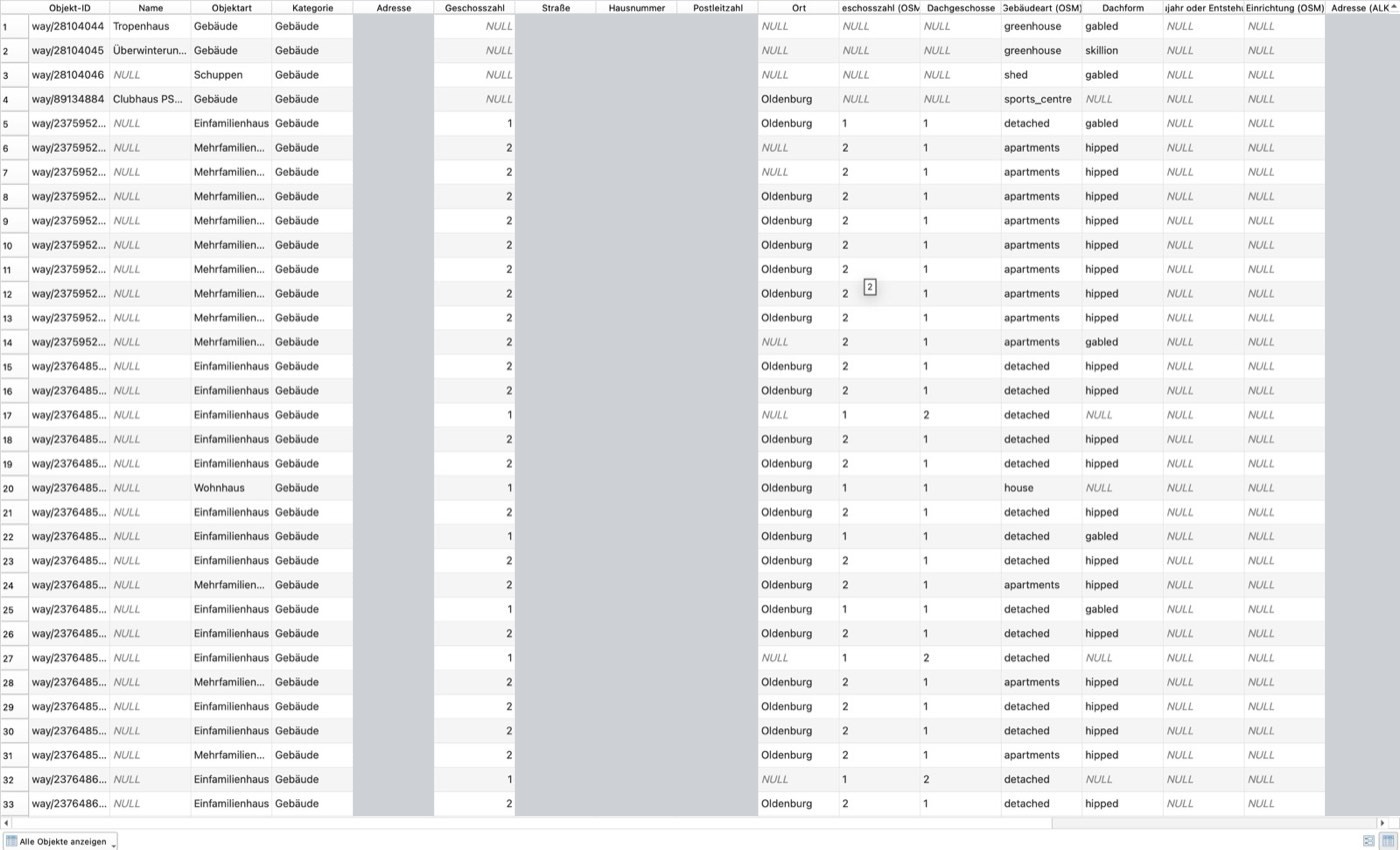 Objekt-ID Name Objektart Kategorie Adresse Geschosszahl Straße Hausnummer Postleitzahl Ort eschosszahl (OSM Dachgeschosse Gebäudeart (OSM) Dachform ıjahr oder Entstehu Einrichtung (OSM) Adresse (ALK
1 way/28104044 Tropenhaus Gebäude Gebäude NULL NULL NULL NULL greenhouse gabled NULL NULL
2 way/28104045 Überwinterun... Gebäude Gebäude NULL NULL NULL NULL greenhouse skillion NULL NULL
3 way/28104046 NULL Schuppen Gebäude NULL NULL NULL NULL shed gabled NULL NULL
4 way/89134884 Clubhaus PS... Gebäude Gebäude NULL Oldenburg NULL NULL sports_centre NULL NULL NULL
5 way/2375952... NULL Einfamilienhaus Gebäude 1 Oldenburg 1 1 detached gabled NULL NULL
6 way/2375952... NULL Mehrfamilien... Gebäude 2 NULL 2 1 apartments hipped NULL NULL
7 way/2375952... NULL Mehrfamilien... Gebäude 2 NULL 2 1 apartments hipped NULL NULL
8 way/2375952... NULL Mehrfamilien... Gebäude 2 Oldenburg 2 1 apartments hipped NULL NULL
9 way/2375952... NULL Mehrfamilien... Gebäude 2 Oldenburg 2 1 apartments hipped NULL NULL
10 way/2375952... NULL Mehrfamilien... Gebäude 2 Oldenburg 2 1 apartments hipped NULL NULL
11 way/2375952... NULL Mehrfamilien... Gebäude 2 Oldenburg 2 1 apartments hipped NULL NULL
12 way/2375952... NULL Mehrfamilien... Gebäude 2 Oldenburg 2 2 1 apartments hipped NULL NULL
13 way/2375952... NULL Mehrfamilien... Gebäude 2 Oldenburg 2 1 apartments hipped NULL NULL
14 way/2375952... NULL Mehrfamilien... Gebäude 2 NULL 2 1 apartments gabled NULL NULL
15 way/2376485... NULL Einfamilienhaus Gebäude 2 Oldenburg 2 1 detached hipped NULL NULL
16 way/2376485... NULL Einfamilienhaus Gebäude 2 Oldenburg 2 1 detached hipped NULL NULL
17 way/2376485... NULL Einfamilienhaus Gebäude 1 NULL 1 2 detached NULL NULL NULL
18 way/2376485... NULL Einfamilienhaus Gebäude 2 Oldenburg 2 1 detached hipped NULL NULL
19 way/2376485... NULL Einfamilienhaus Gebäude 2 Oldenburg 2 1 detached hipped NULL NULL
20 way/2376485... NULL Wohnhaus Gebäude 1 Oldenburg 1 1 house NULL NULL NULL
21 way/2376485... NULL Einfamilienhaus Gebäude 2 Oldenburg 2 1 detached hipped NULL NULL
22 way/2376485... NULL Einfamilienhaus Gebäude 1 Oldenburg 1 1 detached gabled NULL NULL
23 way/2376485... NULL Einfamilienhaus Gebäude 2 Oldenburg 2 1 detached hipped NULL NULL
24 way/2376485... NULL Mehrfamilien... Gebäude 2 Oldenburg 2 1 apartments hipped NULL NULL
25 way/2376485... NULL Einfamilienhaus Gebäude 1 Oldenburg 1 1 detached gabled NULL NULL
26 way/2376485... NULL Einfamilienhaus Gebäude 2 Oldenburg 2 1 detached hipped NULL NULL
27 way/2376485... NULL Einfamilienhaus Gebäude 1 NULL 1 2 detached NULL NULL NULL
28 way/2376485... NULL Mehrfamilien... Gebäude 2 Oldenburg 2 1 apartments hipped NULL NULL
29 way/2376485... NULL Einfamilienhaus Gebäude 2 Oldenburg 2 1 detached hipped NULL NULL
30 way/2376485... NULL Einfamilienhaus Gebäude 2 Oldenburg 2 1 detached hipped NULL NULL
31 way/2376485... NULL Mehrfamilien... Gebäude 2 Oldenburg 2 1 apartments hipped NULL NULL
32 way/2376486... NULL Einfamilienhaus Gebäude 1 NULL 1 2 detached NULL NULL NULL
33 way/2376486... NULL Einfamilienhaus Gebäude 2 Oldenburg 2 1 detached hipped NULL NULL
Alle Objekte anzeigen